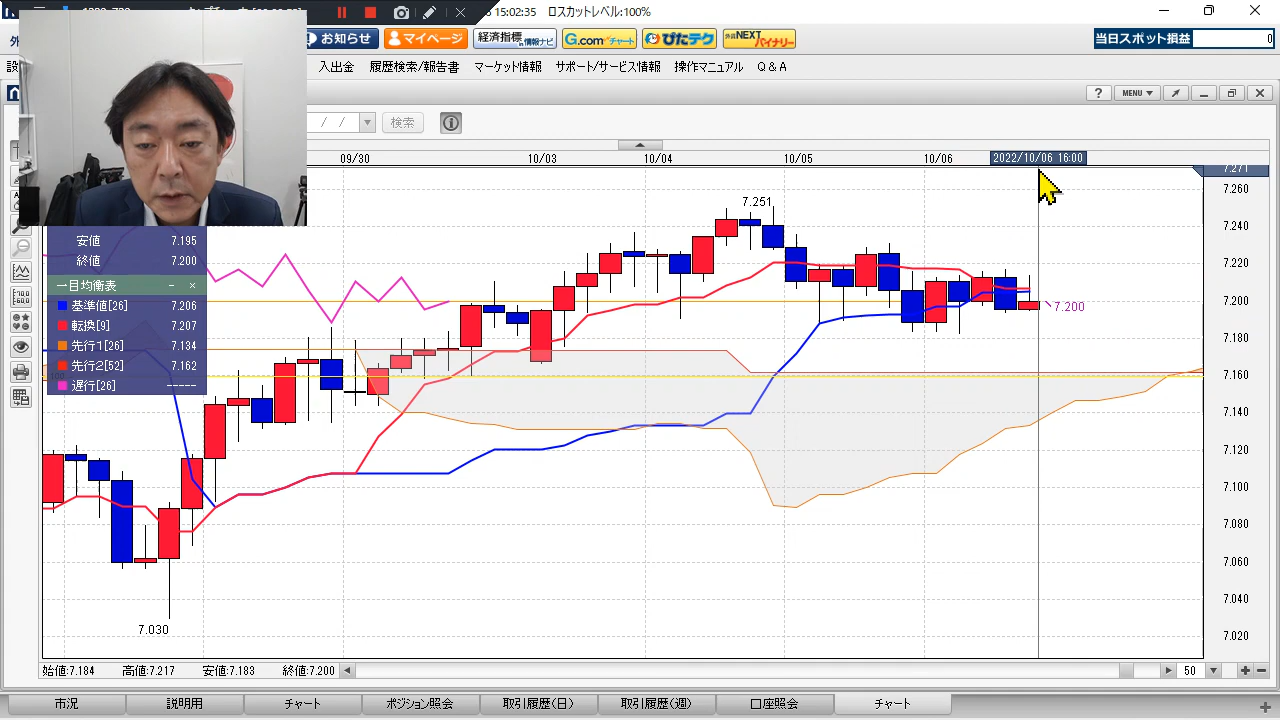 15:02:35 ロスカットレベル:100%
お知らせ マイページ 経済指標 情報ナビ G.comチャート ぴたテク 外貨NEXTバイナリー 当日スポット損益 0
入出金 履歴検索/報告書 マーケット情報 サポート/サービス情報 操作マニュアル Q&A
? MENU
/ / 検索
09/30 10/03 10/04 10/05 10/06 2022/10/06 16:00
7.271
7.260
7.251
7.240
安値 7.195
終値 7.200
7.220
一目均衡表 - ×
基準値[26] 7.206
転換[9] 7.207
先行1[26] 7.134
先行2[52] 7.162
遅行[26] -----
7.200
7.200
7.180
7.160
7.140
7.120
7.100
7.080
7.060
7.040
7.030
7.020
始値:7.184 高値:7.217 安値:7.183 終値:7.200 50
市況 説明用 チャート ポジション照会 取引履歴(日) 取引履歴(週) 口座照会 チャート